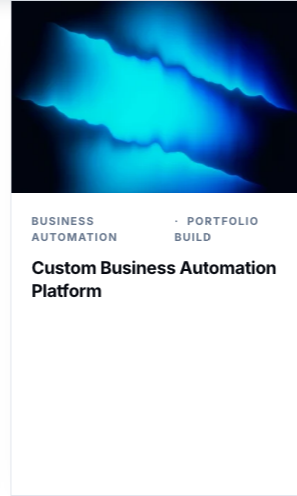 BUSINESS
AUTOMATION
· PORTFOLIO
BUILD
Custom Business Automation
Platform